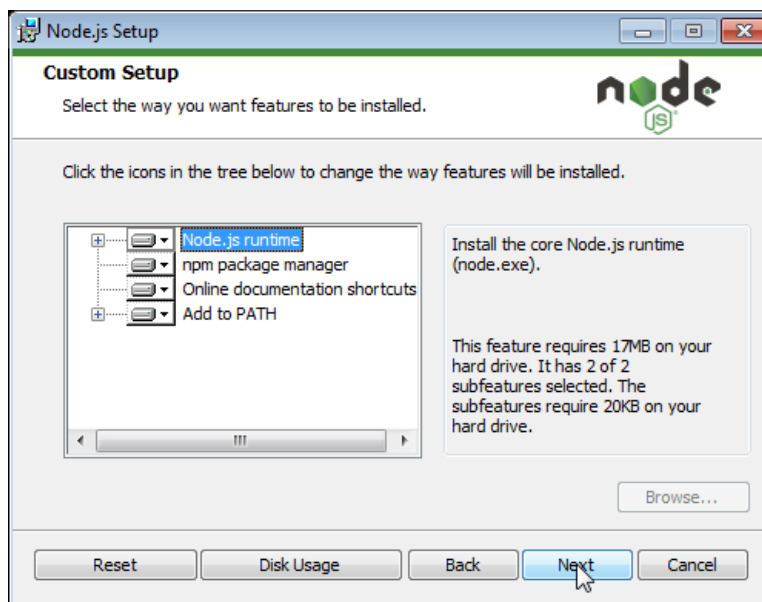 Node.js Setup
Custom Setup
Select the way you want features to be installed.
node
JS
Click the icons in the tree below to change the way features will be installed.
Node.js runtime
npm package manager
Online documentation shortcuts
Add to PATH
Install the core Node.js runtime
(node.exe).
This feature requires 17MB on your
hard drive. It has 2 of 2
subfeatures selected. The
subfeatures require 20KB on your
hard drive.
Browse...
Reset
Disk Usage
Back
Next
Cancel